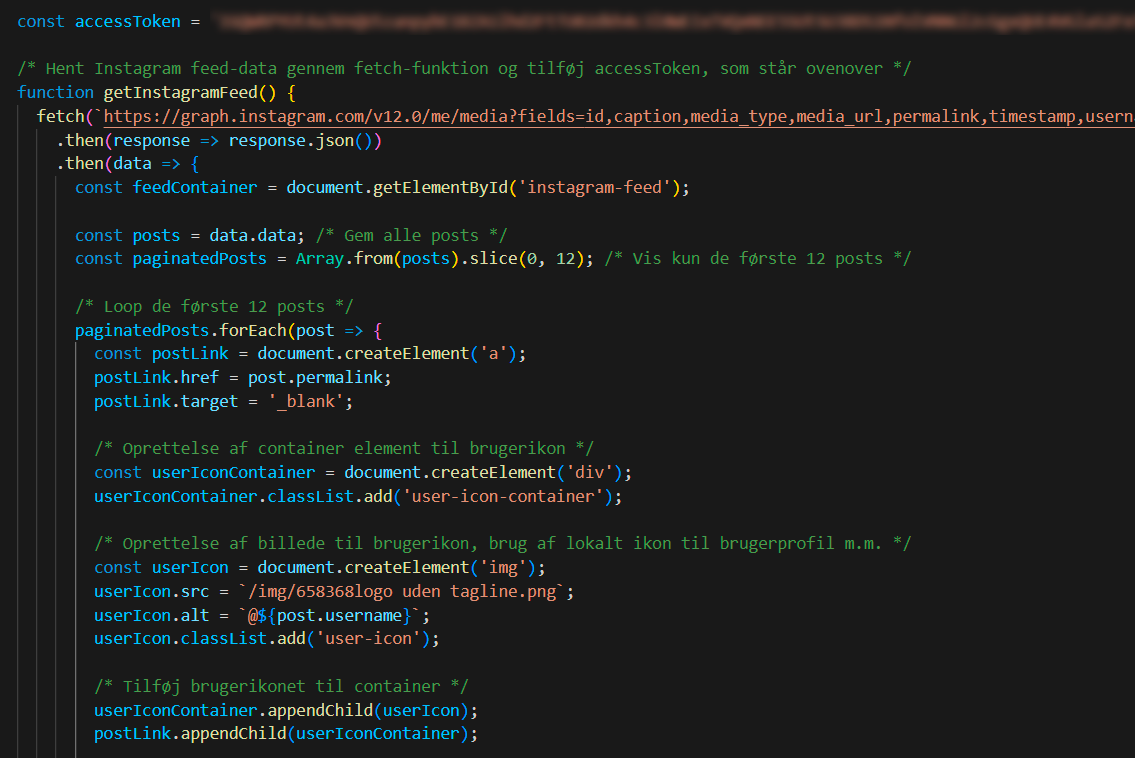 const accessToken =
/* Hent Instagram feed-data gennem fetch-funktion og tilføj accessToken, som står ovenover */
function getInstagramFeed() {
fetch(`https://graph.instagram.com/v12.0/me/media?fields=id,caption,media_type,media_url,permalink,timestamp,usern
.then(response => response.json())
.then(data => {
const feedContainer = document.getElementById('instagram-feed');
const posts = data.data; /* Gem alle posts */
const paginatedPosts = Array.from(posts).slice(0, 12); /* Vis kun de første 12 posts */
/* Loop de første 12 posts */
paginatedPosts.forEach(post => {
const postLink = document.createElement('a');
postLink.href = post.permalink;
postLink.target = '_blank';
/* Oprettelse af container element til brugerikon */
const userIconContainer = document.createElement('div');
userIconContainer.classList.add('user-icon-container');
/* Oprettelse af billede til brugerikon, brug af lokalt ikon til brugerprofil m.m. */
const userIcon = document.createElement('img');
userIcon.src = `/img/658368logo uden tagline.png`;
userIcon.alt = `@${post.username}`;
userIcon.classList.add('user-icon');
/* Tilføj brugerikonet til container */
userIconContainer.appendChild(userIcon);
postLink.appendChild(userIconContainer);